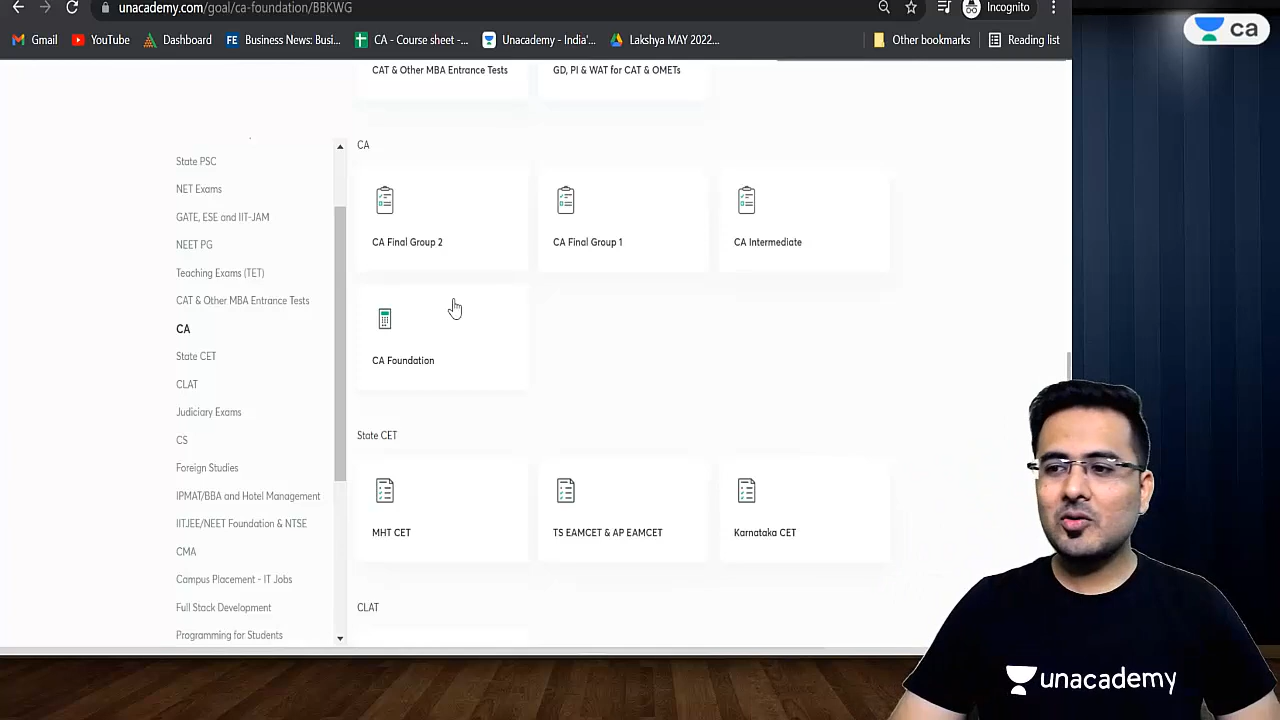 unacademy.com/goal/ca-foundation/BBKWG
Incognito
Gmail
YouTube
Dashboard
Business News: Busi...
CA - Course sheet -...
Unacademy - India'...
Lakshya MAY 2022...
Other bookmarks
Reading list
ca
CAT & Other MBA Entrance Tests
GD, PI & WAT for CAT & OMETs
State PSC
NET Exams
GATE, ESE and IIT-JAM
NEET PG
Teaching Exams (TET)
CAT & Other MBA Entrance Tests
CA
State CET
CLAT
Judiciary Exams
CS
Foreign Studies
IPMAT/BBA and Hotel Management
IITJEE/NEET Foundation & NTSE
CMA
Campus Placement - IT Jobs
Full Stack Development
Programming for Students
CA
CA Final Group 2
CA Final Group 1
CA Intermediate
CA Foundation
State CET
MHT CET
TS EAMCET & AP EAMCET
Karnataka CET
CLAT
unacademy